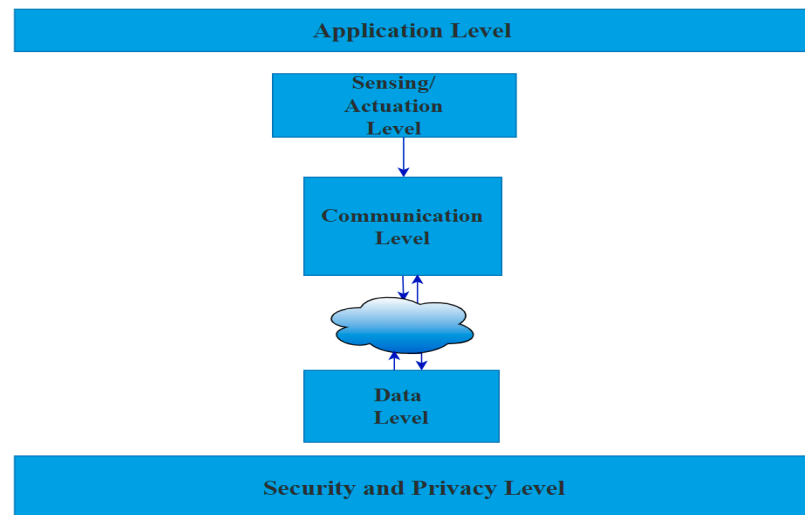 Application Level
Sensing/
Actuation
Level
Communication
Level
Data
Level
Security and Privacy Level